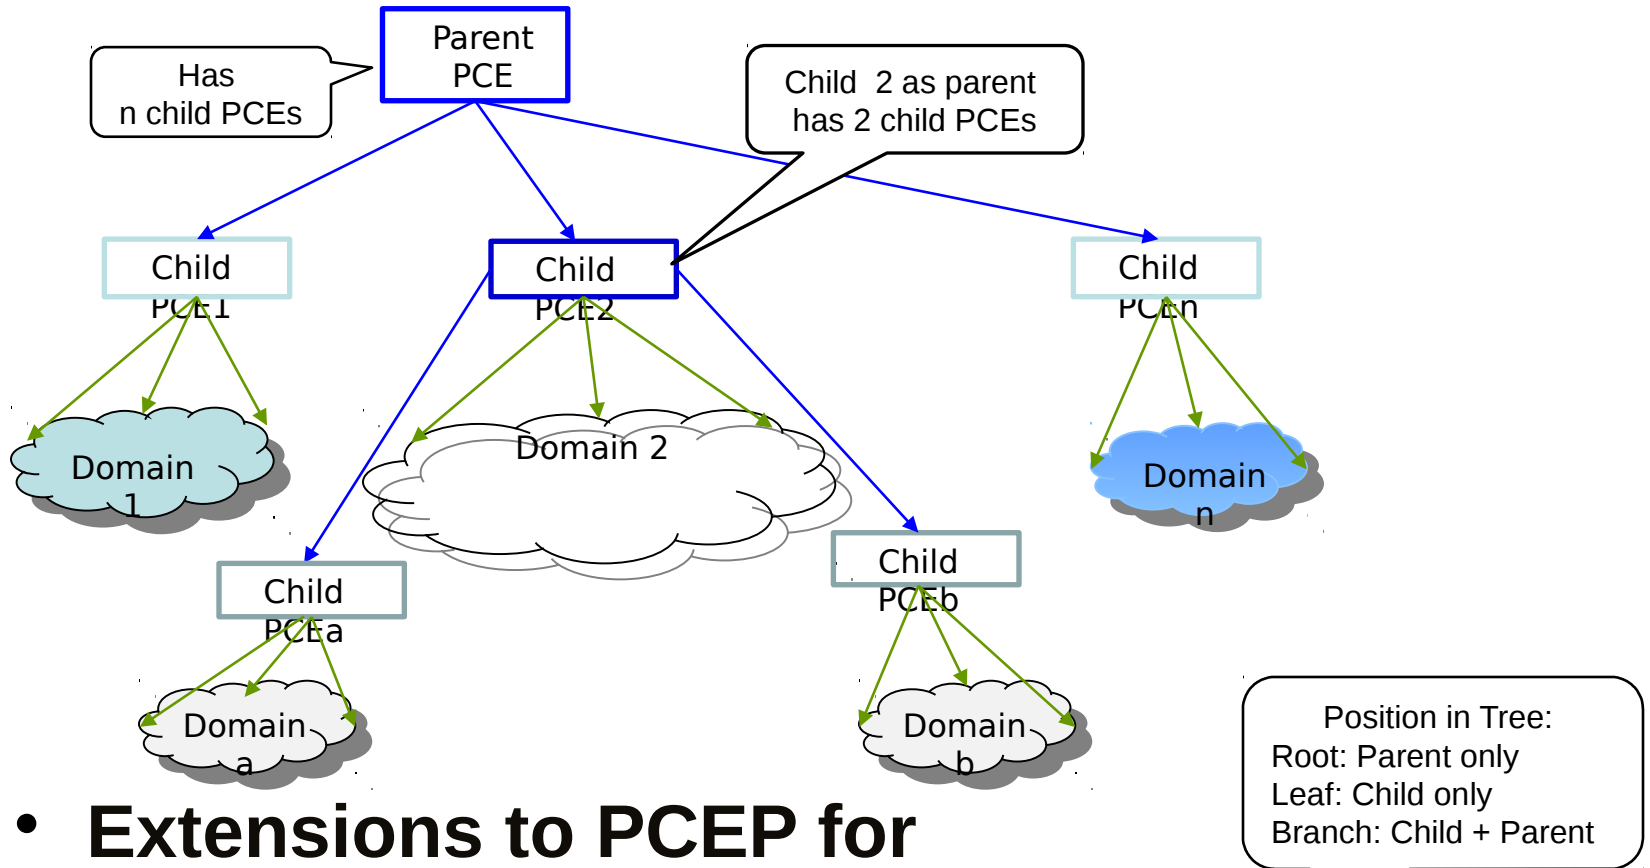 Parent
PCE
Has
n child PCEs
Child 2 as parent
has 2 child PCEs
Child
PCE1
Child
PCE2
Child
PCEn
Domain
1
Domain 2
Domain
n
Child
PCEa
Child
PCEb
Domain
a
Domain
b
Position in Tree:
Root: Parent only
Leaf: Child only
Branch: Child + Parent
• Extensions to PCEP for